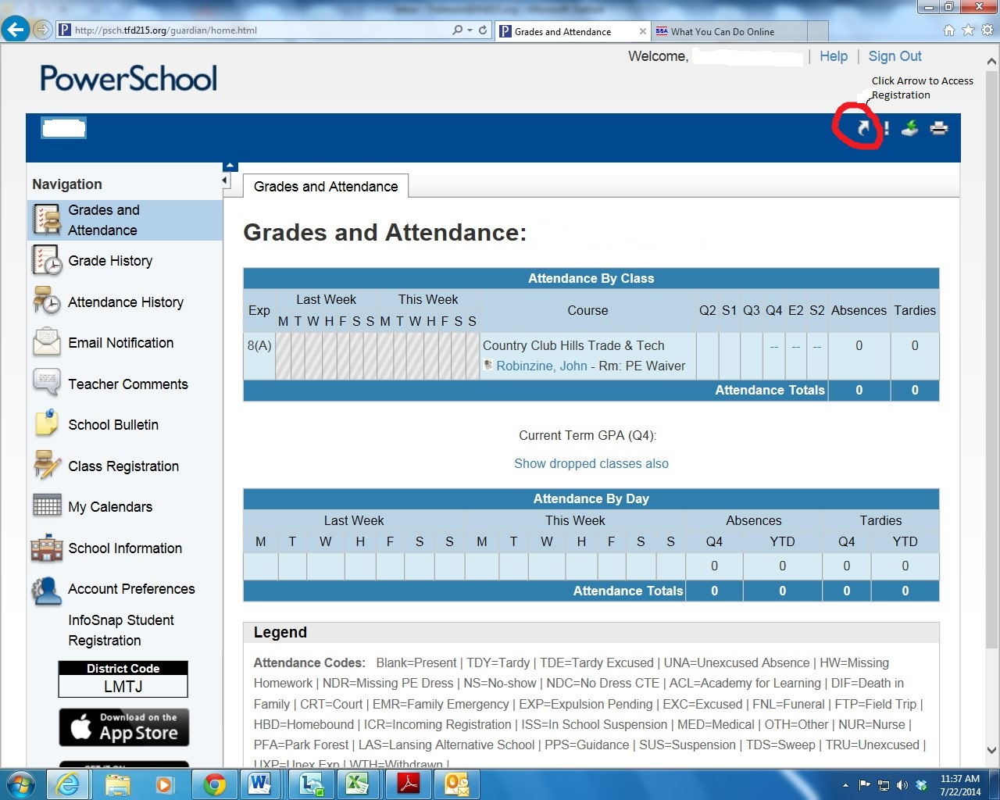 http://psch.tfd215.org/guardian/home.html
Grades and Attendance
SSA What You Can Do Online
Welcome,
Help
Sign Out
PowerSchool
Click Arrow to Access
Registration
Navigation
Grades and
Attendance
Grade History
Attendance History
Email Notification
Teacher Comments
School Bulletin
Class Registration
My Calendars
School Information
Account Preferences
InfoSnap Student
Registration
District Code
LMTJ
Download on the
App Store
Grades and Attendance
Grades and Attendance:
Attendance By Class
Exp Last Week This Week Course Q2 S1 Q3 Q4 E2 S2 Absences Tardies
M T W H F S S M T W H F S S
8(A) Country Club Hills Trade & Tech -- -- -- 0 0
Robinzine, John - Rm: PE Waiver
Attendance Totals 0 0
Current Term GPA (Q4):
Show dropped classes also
Attendance By Day
Last Week This Week Absences Tardies
M T W H F S S M T W H F S S Q4 YTD Q4 YTD
0 0 0 0
Attendance Totals 0 0 0 0
Legend
Attendance Codes: Blank=Present | TDY=Tardy | TDE=Tardy Excused | UNA=Unexcused Absence | HW=Missing
Homework | NDR=Missing PE Dress | NS=No-show | NDC=No Dress CTE | ACL=Academy for Learning | DIF=Death in
Family | CRT=Court | EMR=Family Emergency | EXP=Expulsion Pending | EXC=Excused | FNL=Funeral | FTP=Field Trip |
HBD=Homebound | ICR=Incoming Registration | ISS=In School Suspension | MED=Medical | OTH=Other | NUR=Nurse |
PFA=Park Forest | LAS=Lansing Alternative School | PPS=Guidance | SUS=Suspension | TDS=Sweep | TRU=Unexcused |
UXP=Unex Exp | WTH=Withdrawn |
11:37 AM
7/22/2014